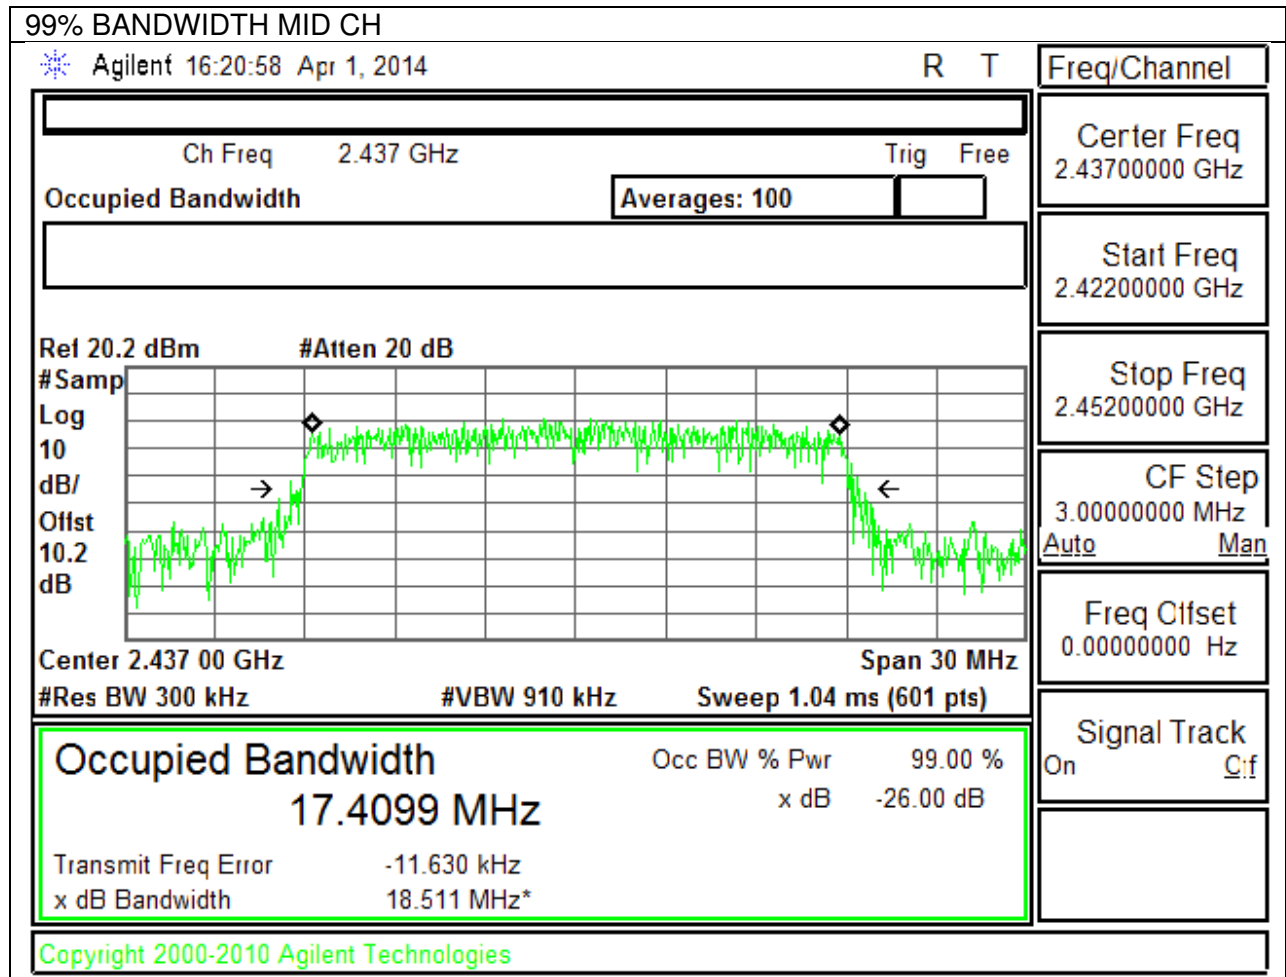 99% BANDWIDTH MID CH
Agilent 16:20:58 Apr 1, 2014 R T
Freq/Channel
Ch Freq 2.437 GHz Trig Free
Occupied Bandwidth Averages: 100
Center Freq
2.43700000 GHz
Start Freq
2.42200000 GHz
Stop Freq
2.45200000 GHz
CF Step
3.00000000 MHz
Auto Man
Freq Offset
0.00000000 Hz
Signal Track
On Off
Ref 20.2 dBm #Atten 20 dB
#Samp
Log
10
dB/
Offst
10.2
dB
Center 2.437 00 GHz Span 30 MHz
#Res BW 300 kHz #VBW 910 kHz Sweep 1.04 ms (601 pts)
Occupied Bandwidth Occ BW % Pwr 99.00 %
17.4099 MHz x dB -26.00 dB
Transmit Freq Error -11.630 kHz
x dB Bandwidth 18.511 MHz*
Copyright 2000-2010 Agilent Technologies